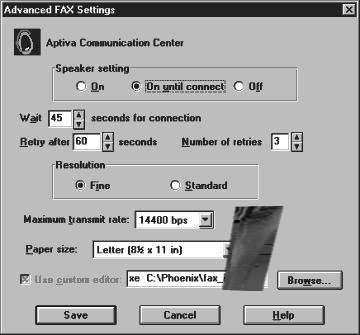 Advanced FAX Settings
Aptiva Communication Center
Speaker setting
On On until connect Off
Wait 45 seconds for connection
Retry after 60 seconds Number of retries 3
Resolution
Fine Standard
Maximum transmit rate: 14400 bps
Paper size: Letter (8½ x 11 in)
Use custom editor: xe C:\Phoenix\fax_ Browse...
Save Cancel Help